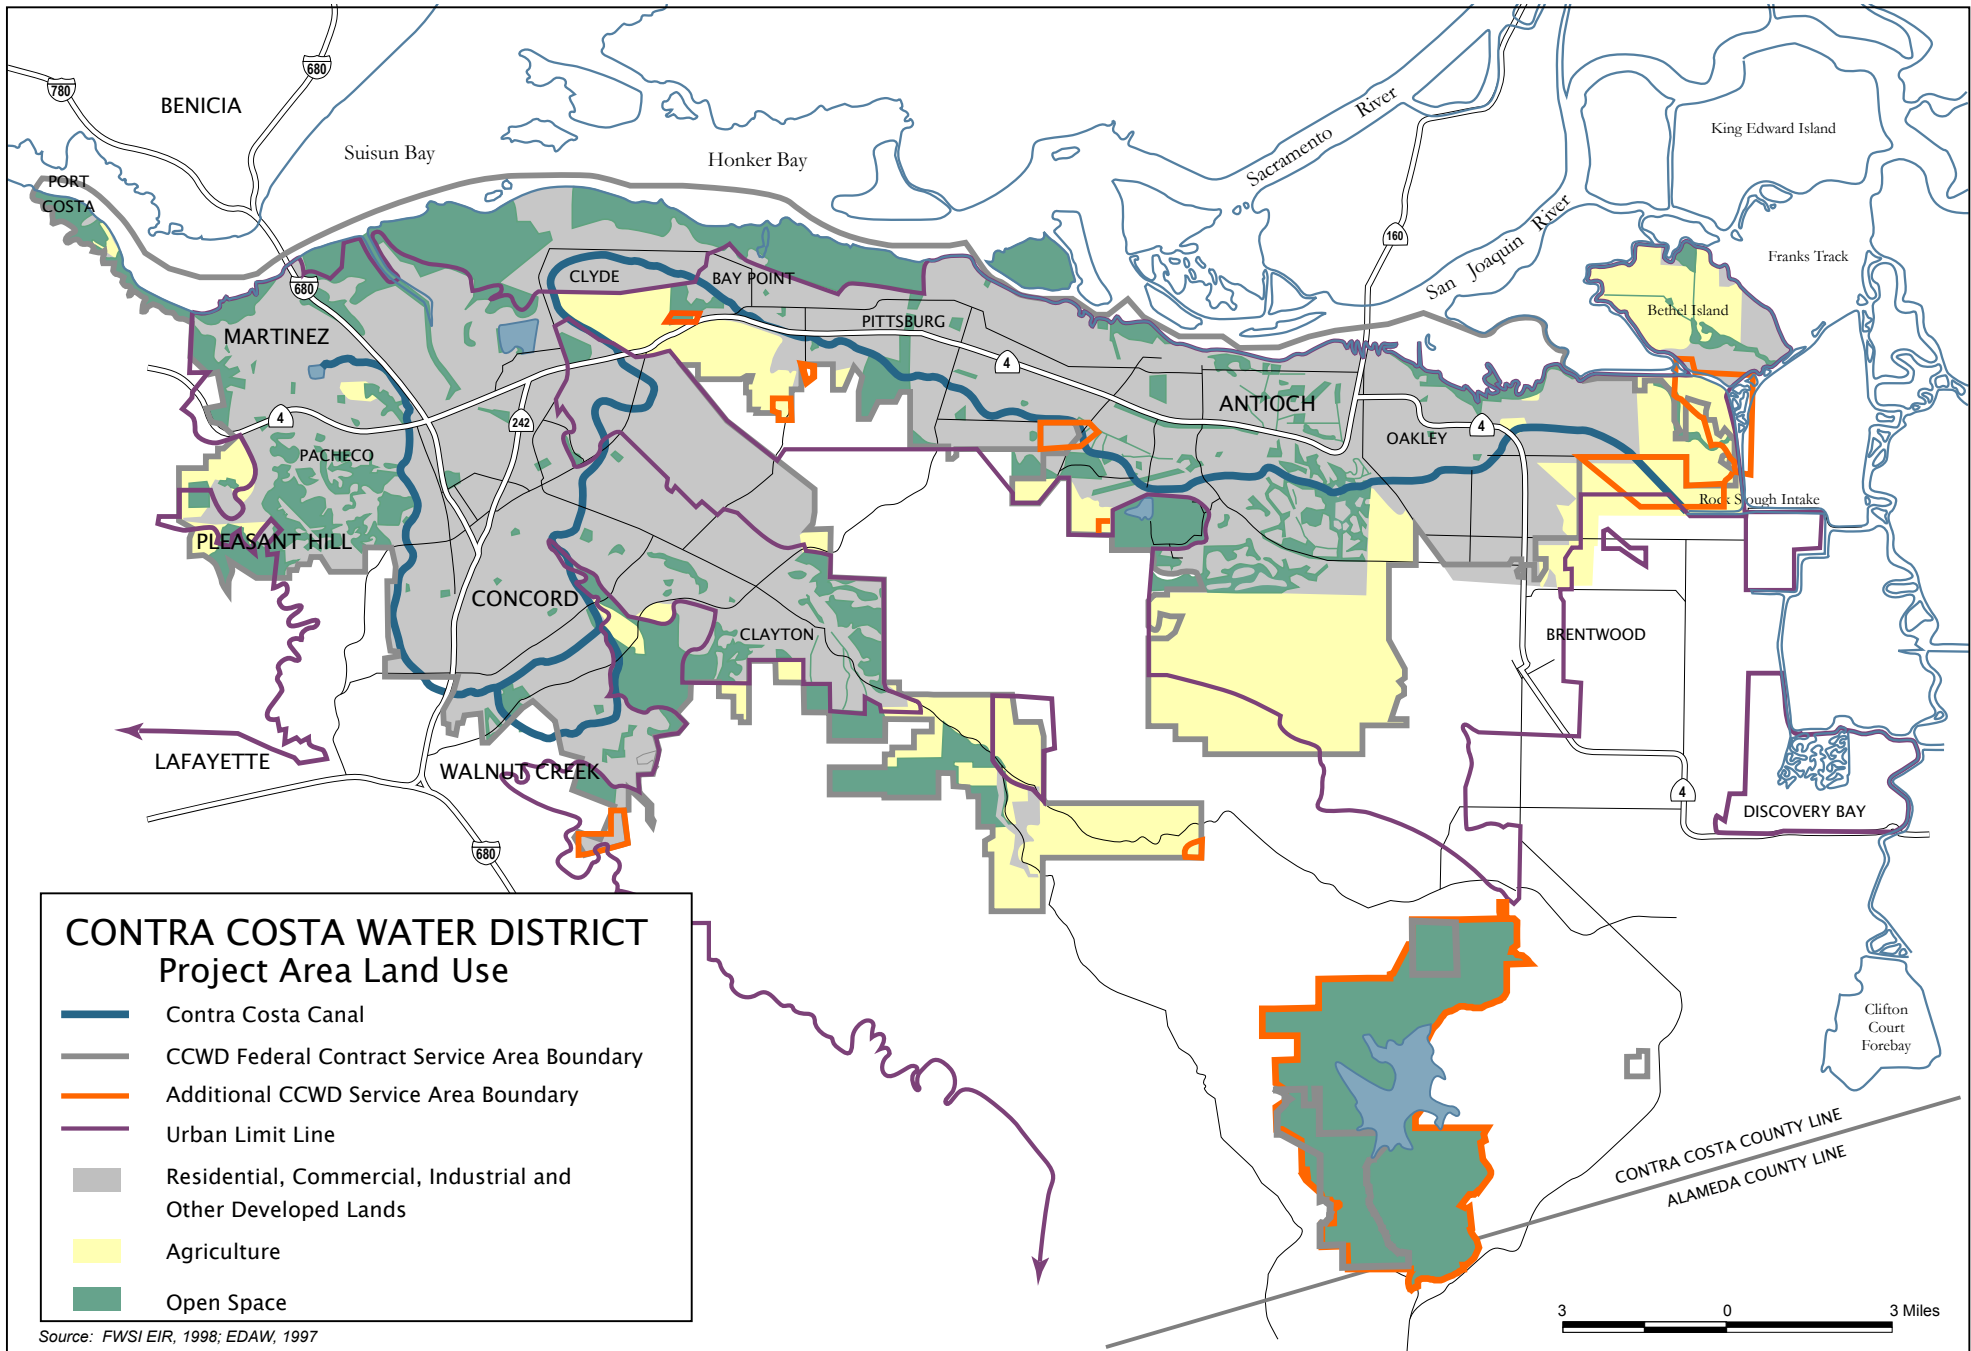 680
780
BENICIA
Suisun Bay
Honker Bay
Sacramento River
King Edward Island
PORT
COSTA
160
San Joaquin River
Franks Track
680
CLYDE
BAY POINT
Bethel Island
MARTINEZ
PITTSBURG
4
4
242
ANTIOCH
4
OAKLEY
PACHECO
Rock Slough Intake
PLEASANT HILL
CONCORD
CLAYTON
BRENTWOOD
LAFAYETTE
WALNUT CREEK
4
DISCOVERY BAY
680
CONTRA COSTA WATER DISTRICT
Project Area Land Use
Contra Costa Canal
CCWD Federal Contract Service Area Boundary
Additional CCWD Service Area Boundary
Urban Limit Line
Residential, Commercial, Industrial and
Other Developed Lands
Agriculture
Open Space
Clifton
Court
Forebay
CONTRA COSTA COUNTY LINE
ALAMEDA COUNTY LINE
3 0 3 Miles
Source: FWSI EIR, 1998; EDAW, 1997